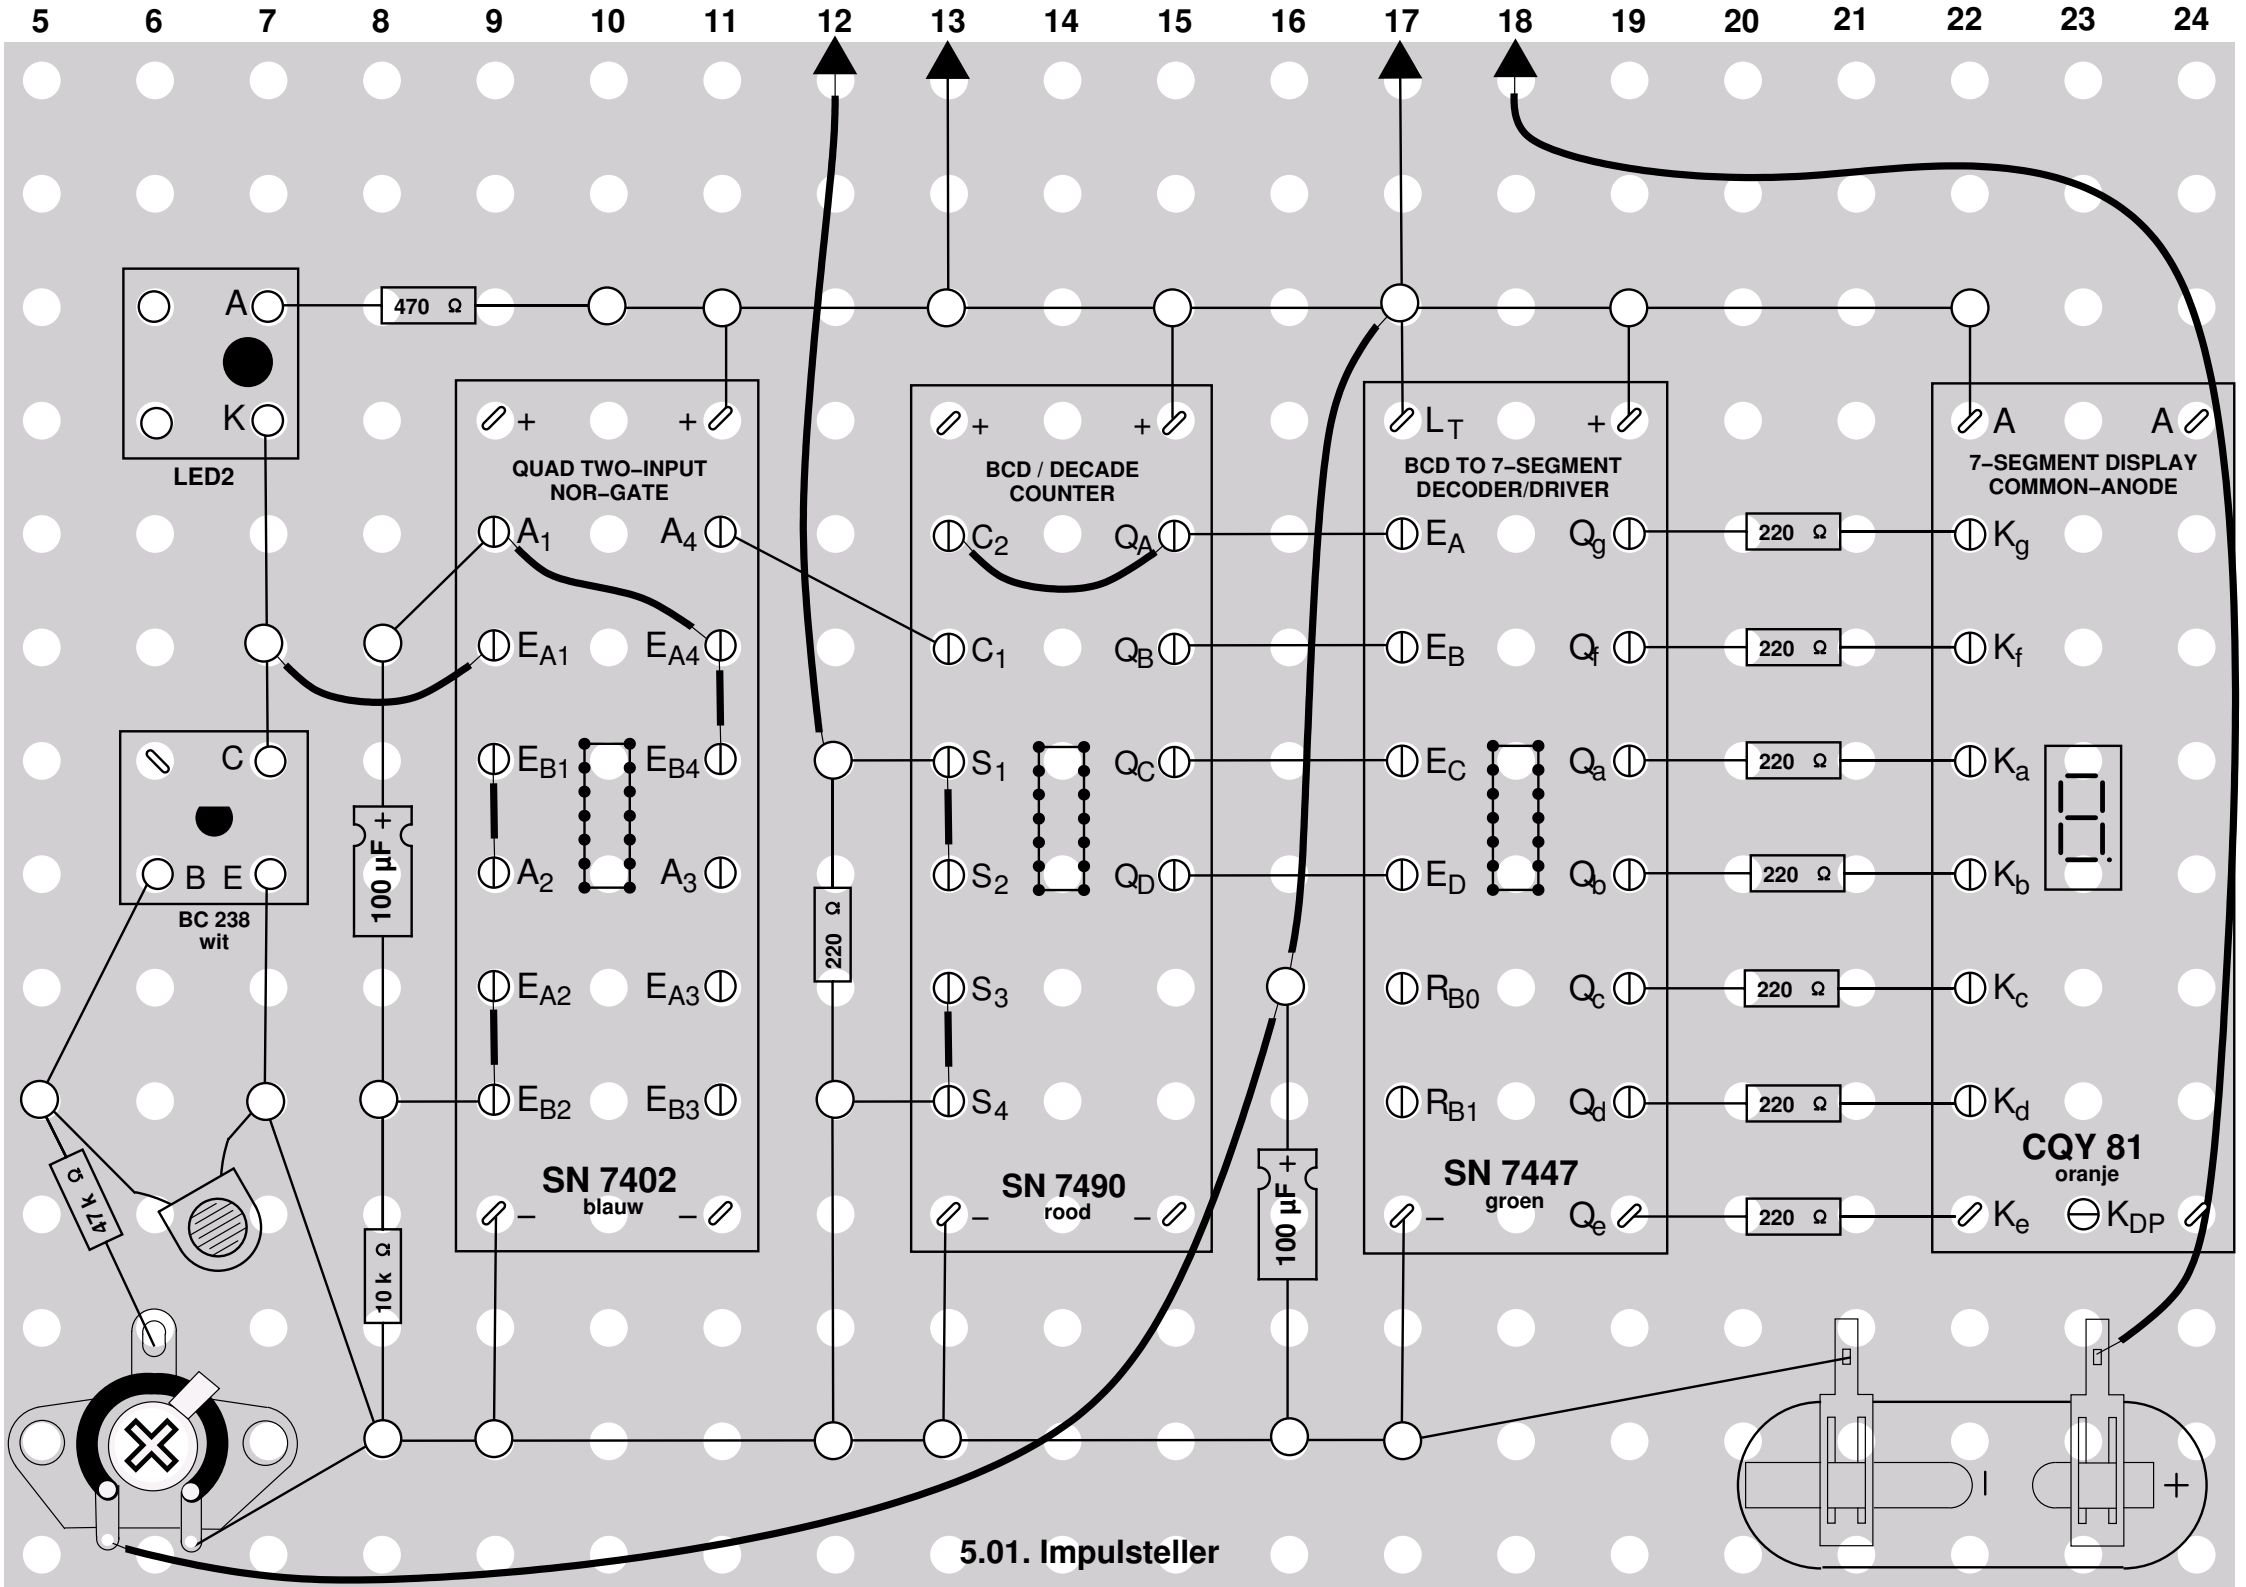 5 6 7 8 9 10 11 12 13 14 15 16 17 18 19 20 21 22 23 24
A 470 Ω
K
LED2
+ +
QUAD TWO–INPUT
NOR–GATE
A1 A4
EA1 EA4
EB1 EB4
A2 A3
EA2 EA3
EB2 EB3
SN 7402
blauw
– –
+ +
BCD / DECADE
COUNTER
C2 QA
C1 QB
S1 QC
S2 QD
S3
S4
SN 7490
rood
– –
LT +
BCD TO 7–SEGMENT
DECODER/DRIVER
EA Qg
EB Qf
EC Qa
ED Qb
RB0 Qc
RB1 Qd
SN 7447
groen
– Qe
220 Ω
220 Ω
220 Ω
220 Ω
220 Ω
220 Ω
220 Ω
A A
7–SEGMENT DISPLAY
COMMON–ANODE
Kg
Kf
Ka
Kb
Kc
Kd
CQY 81
oranje
Ke KDP
C
B E
BC 238
wit
+
100 µF
220 Ω
47 k Ω
10 k Ω
+
100 µF
– +
5.01. Impulsteller